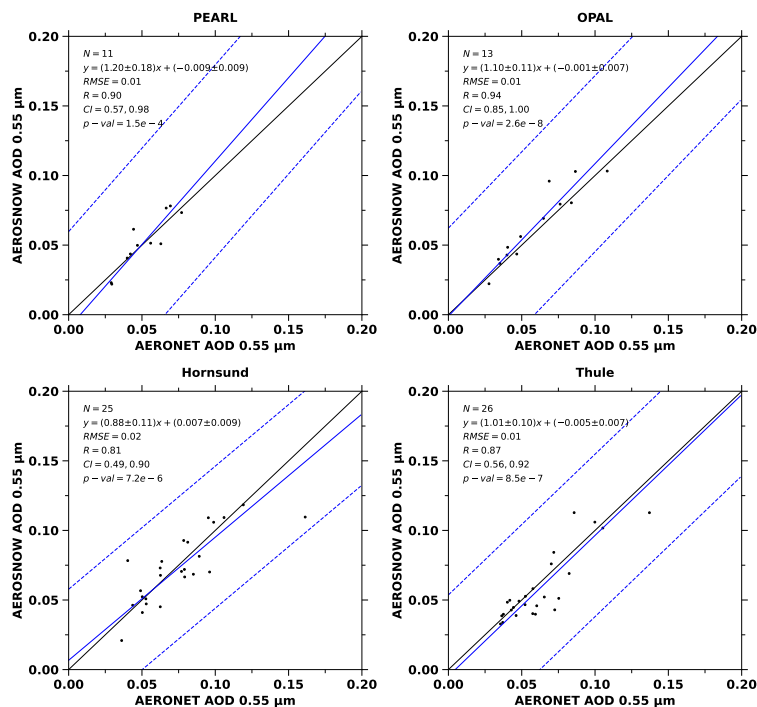 PEARL
0.20
0.15
0.10
0.05
0.00
AEROSNOW AOD 0.55 μm
N = 11
y = (1.20±0.18)x + (−0.009±0.009)
RMSE = 0.01
R = 0.90
CI = 0.57, 0.98
p − val = 1.5e − 4
0.00 0.05 0.10 0.15 0.20
AERONET AOD 0.55 μm
OPAL
0.20
0.15
0.10
0.05
0.00
AEROSNOW AOD 0.55 μm
N = 13
y = (1.10±0.11)x + (−0.001±0.007)
RMSE = 0.01
R = 0.94
CI = 0.85, 1.00
p − val = 2.6e − 8
0.00 0.05 0.10 0.15 0.20
AERONET AOD 0.55 μm
Hornsund
0.20
0.15
0.10
0.05
0.00
AEROSNOW AOD 0.55 μm
N = 25
y = (0.88±0.11)x + (0.007±0.009)
RMSE = 0.02
R = 0.81
CI = 0.49, 0.90
p − val = 7.2e − 6
0.00 0.05 0.10 0.15 0.20
AERONET AOD 0.55 μm
Thule
0.20
0.15
0.10
0.05
0.00
AEROSNOW AOD 0.55 μm
N = 26
y = (1.01±0.10)x + (−0.005±0.007)
RMSE = 0.01
R = 0.87
CI = 0.56, 0.92
p − val = 8.5e − 7
0.00 0.05 0.10 0.15 0.20
AERONET AOD 0.55 μm